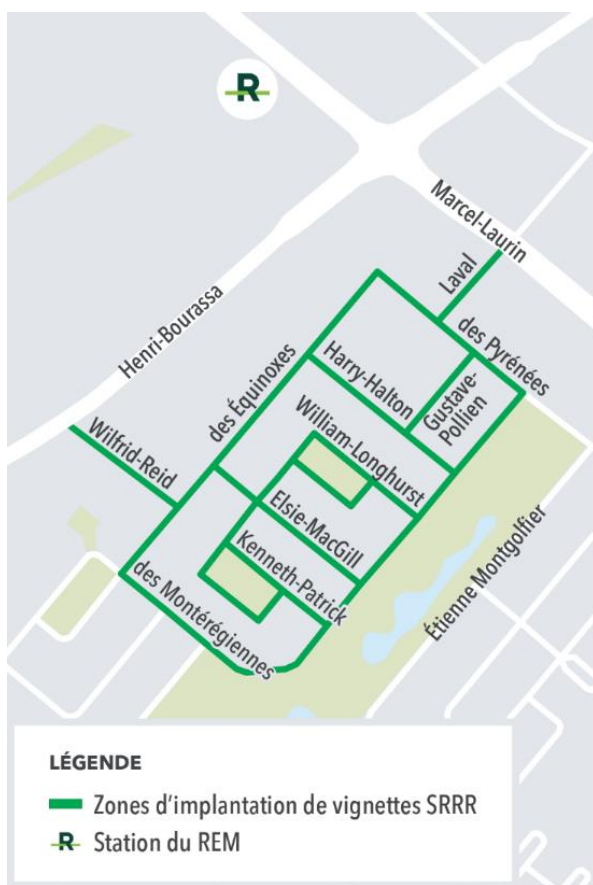 R
Marcel-Laurin
Laval
Henri-Bourassa
des Pyrénées
des Équinoxes
Harry-Halton
Gustave-
Pollien
William-Longhurst
Wilfrid-Reid
Elsie-MacGill
Kenneth-Patrick
Étienne Montgolfier
des Montérégiennes
LÉGENDE
Zones d'implantation de vignettes SRRR
R Station du REM